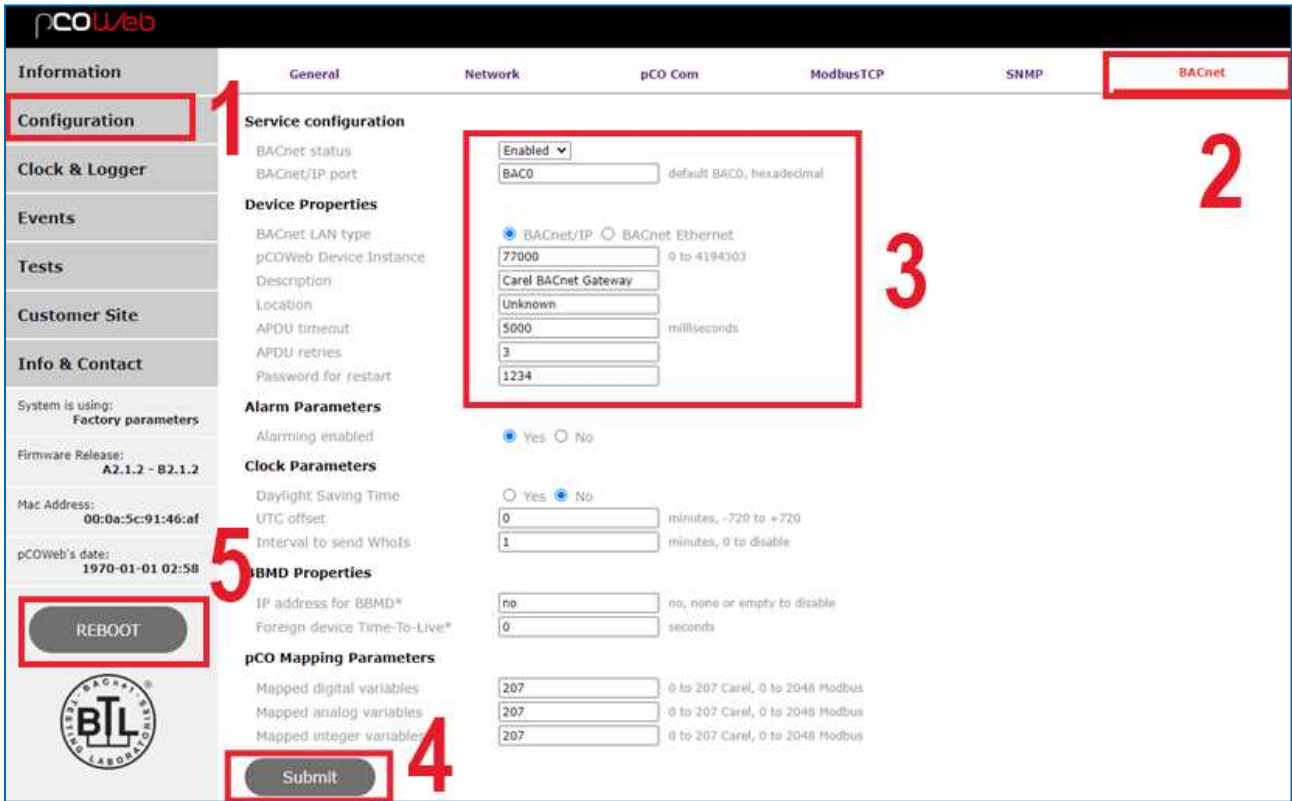 pCOWeb
Information
General Network pCO Com ModbusTCP SNMP BACnet
1
Configuration
2
Service configuration
BACnet status Enabled
BACnet/IP port BAC0 default BAC0, hexadecimal
Clock & Logger
Device Properties
Events
BACnet LAN type BACnet/IP BACnet Ethernet
pCOWeb Device Instance 77000 0 to 4194303
3
Tests
Description Carel BACnet Gateway
Location Unknown
Customer Site
APDU timeout 5000 milliseconds
APDU retries 3
Info & Contact
Password for restart 1234
System is using:
Factory parameters
Alarm Parameters
Alarming enabled Yes No
Firmware Release:
A2.1.2 - B2.1.2
Clock Parameters
Daylight Saving Time Yes No
Mac Address:
00:0a:5c:91:46:af
UTC offset 0 minutes, -720 to +720
Interval to send WhoIs 1 minutes, 0 to disable
pCOWeb's date:
1970-01-01 02:58
5
BBMD Properties
IP address for BBMD* no no, none or empty to disable
Foreign device Time-To-Live* 0 seconds
REBOOT
pCO Mapping Parameters
Mapped digital variables 207 0 to 207 Carel, 0 to 2048 Modbus
Mapped analog variables 207 0 to 207 Carel, 0 to 2048 Modbus
Mapped integer variables 207 0 to 207 Carel, 0 to 2048 Modbus
4
Submit
BACnet®
TESTING LABORATORIES
BTL